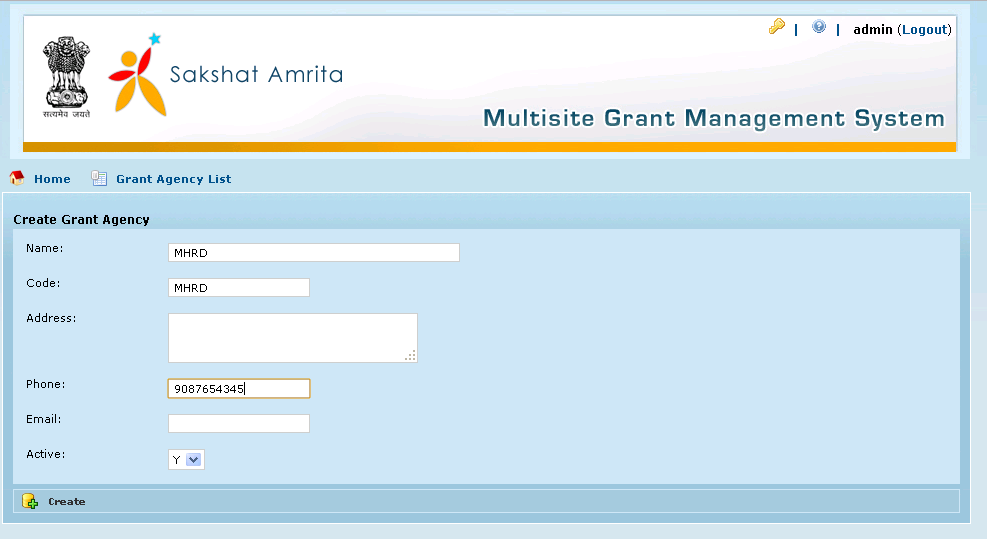 | | admin (Logout)
सत्यमेव जयते
Sakshat Amrita
Multisite Grant Management System
Home Grant Agency List
Create Grant Agency
Name: MHRD
Code: MHRD
Address:
Phone: 9087654345
Email:
Active: Y
Create